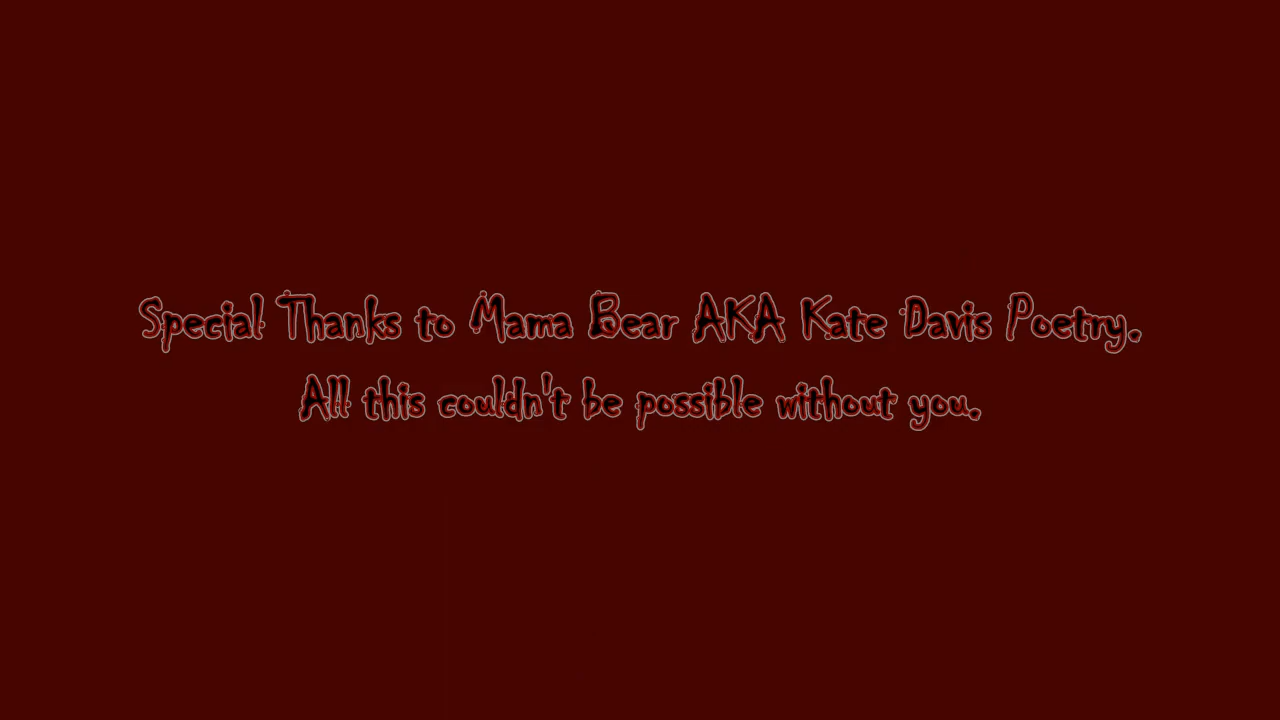 Special Thanks to Mama Bear AKA Kate Davis Poetry.
All this couldn't be possible without you.